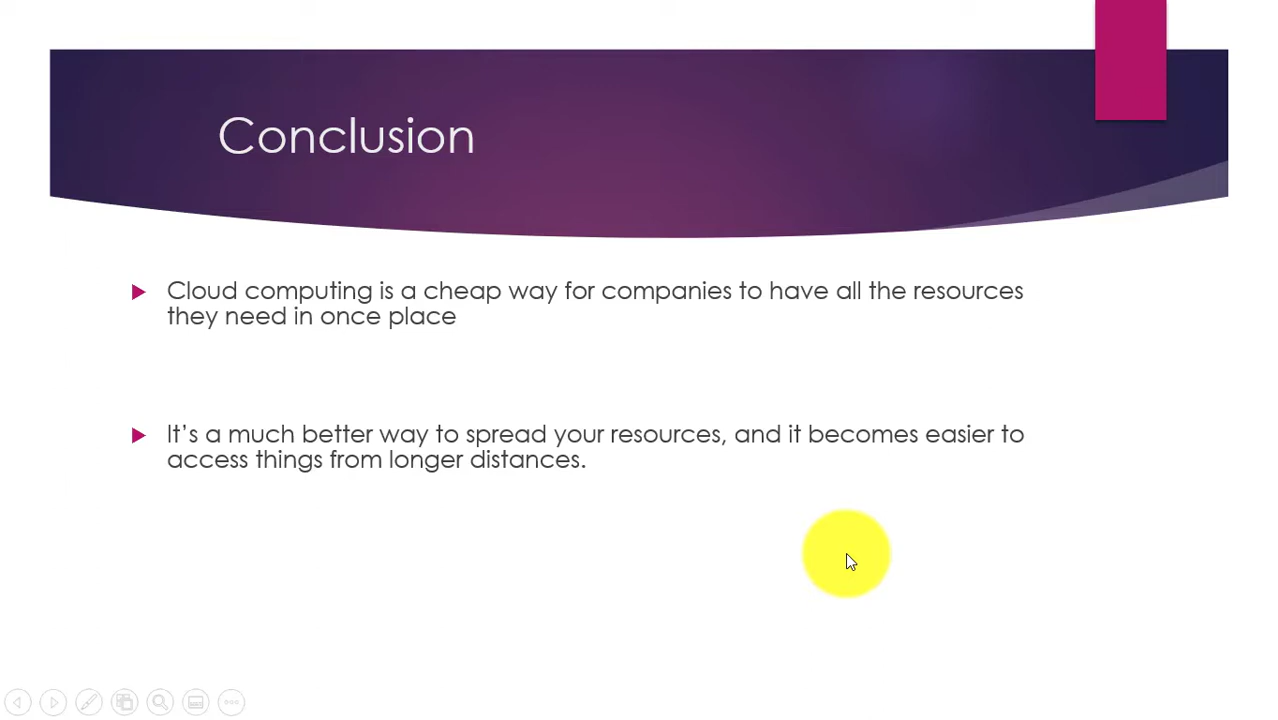 Conclusion
Cloud computing is a cheap way for companies to have all the resources
they need in once place
It’s a much better way to spread your resources, and it becomes easier to
access things from longer distances.